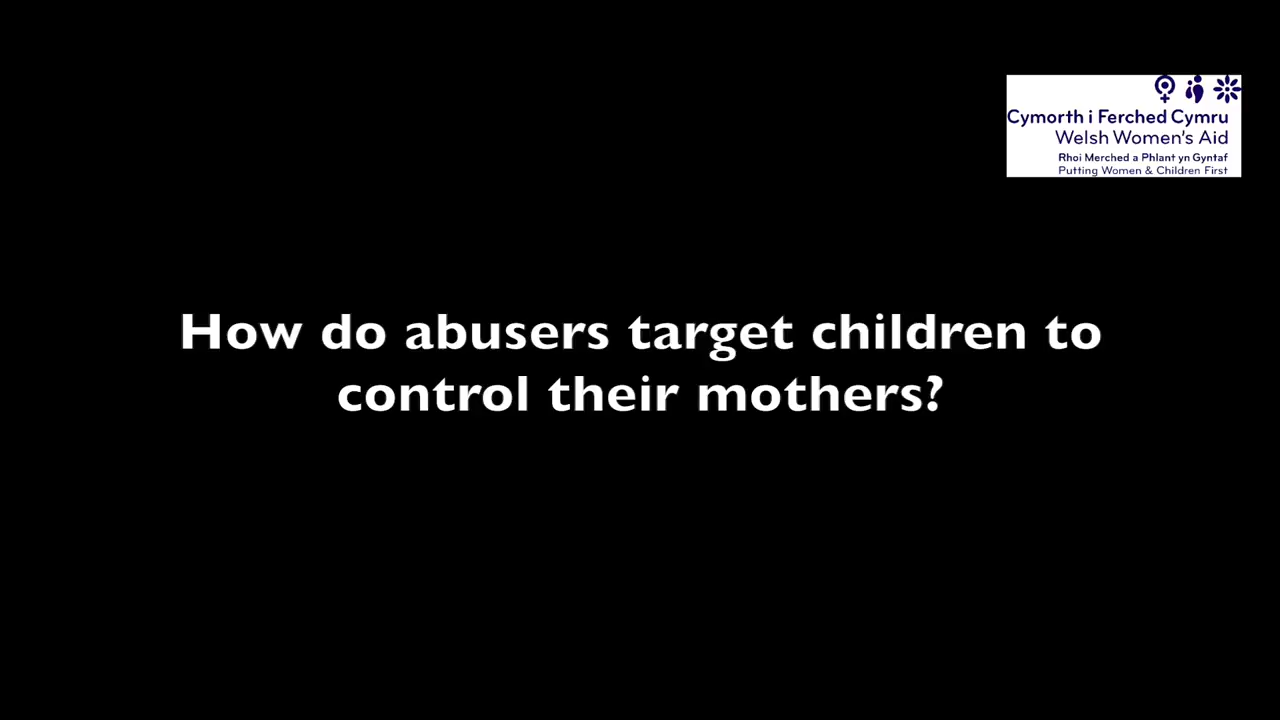 Cymorth i Ferched Cymru
Welsh Women's Aid
Rhoi Merched a Phlant yn Gyntaf
Putting Women & Children First
How do abusers target children to
control their mothers?